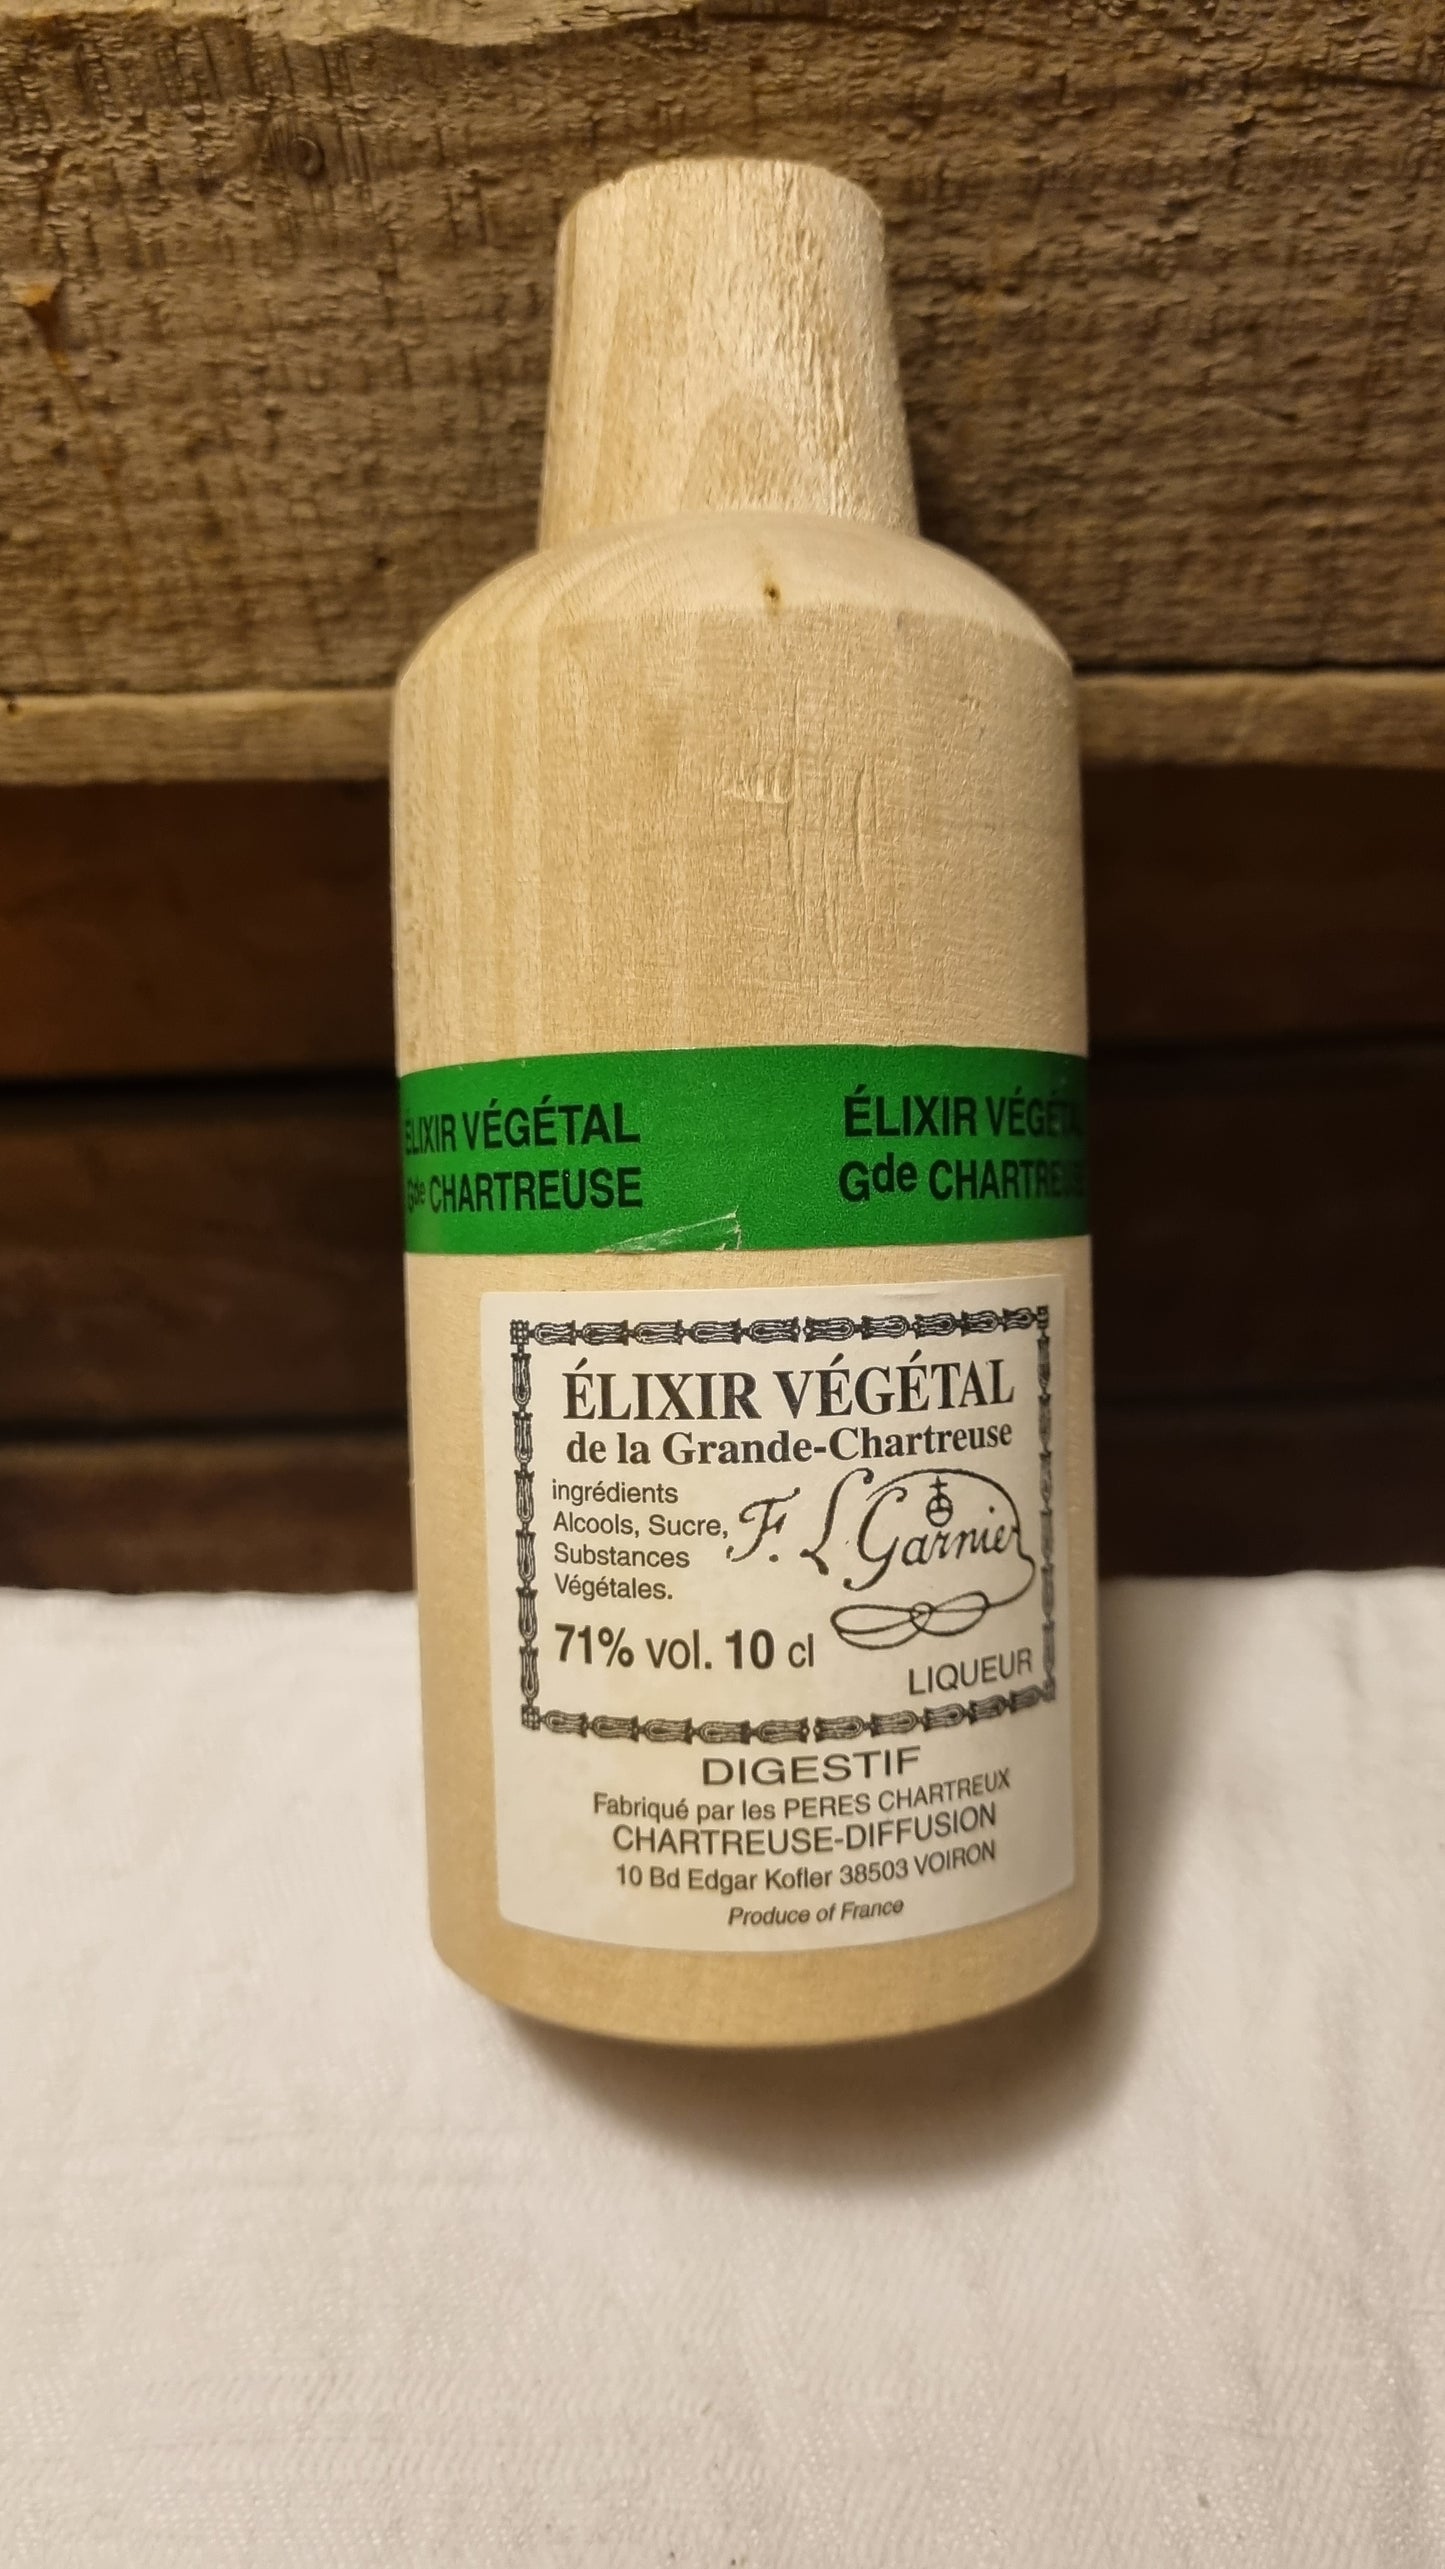 ÉLIXIR VÉGÉTAL
Gde CHARTREUSE
ÉLIXIR VÉGÉTAL
Gde CHARTREUSE
ÉLIXIR VÉGÉTAL
de la Grande-Chartreuse
ingrédients
Alcools, Sucre,
Substances
Végétales.
F. L Garnier
71% vol. 10 cl
LIQUEUR
DIGESTIF
Fabriqué par les PERES CHARTREUX
CHARTREUSE-DIFFUSION
10 Bd Edgar Kofler 38503 VOIRON
Produce of France